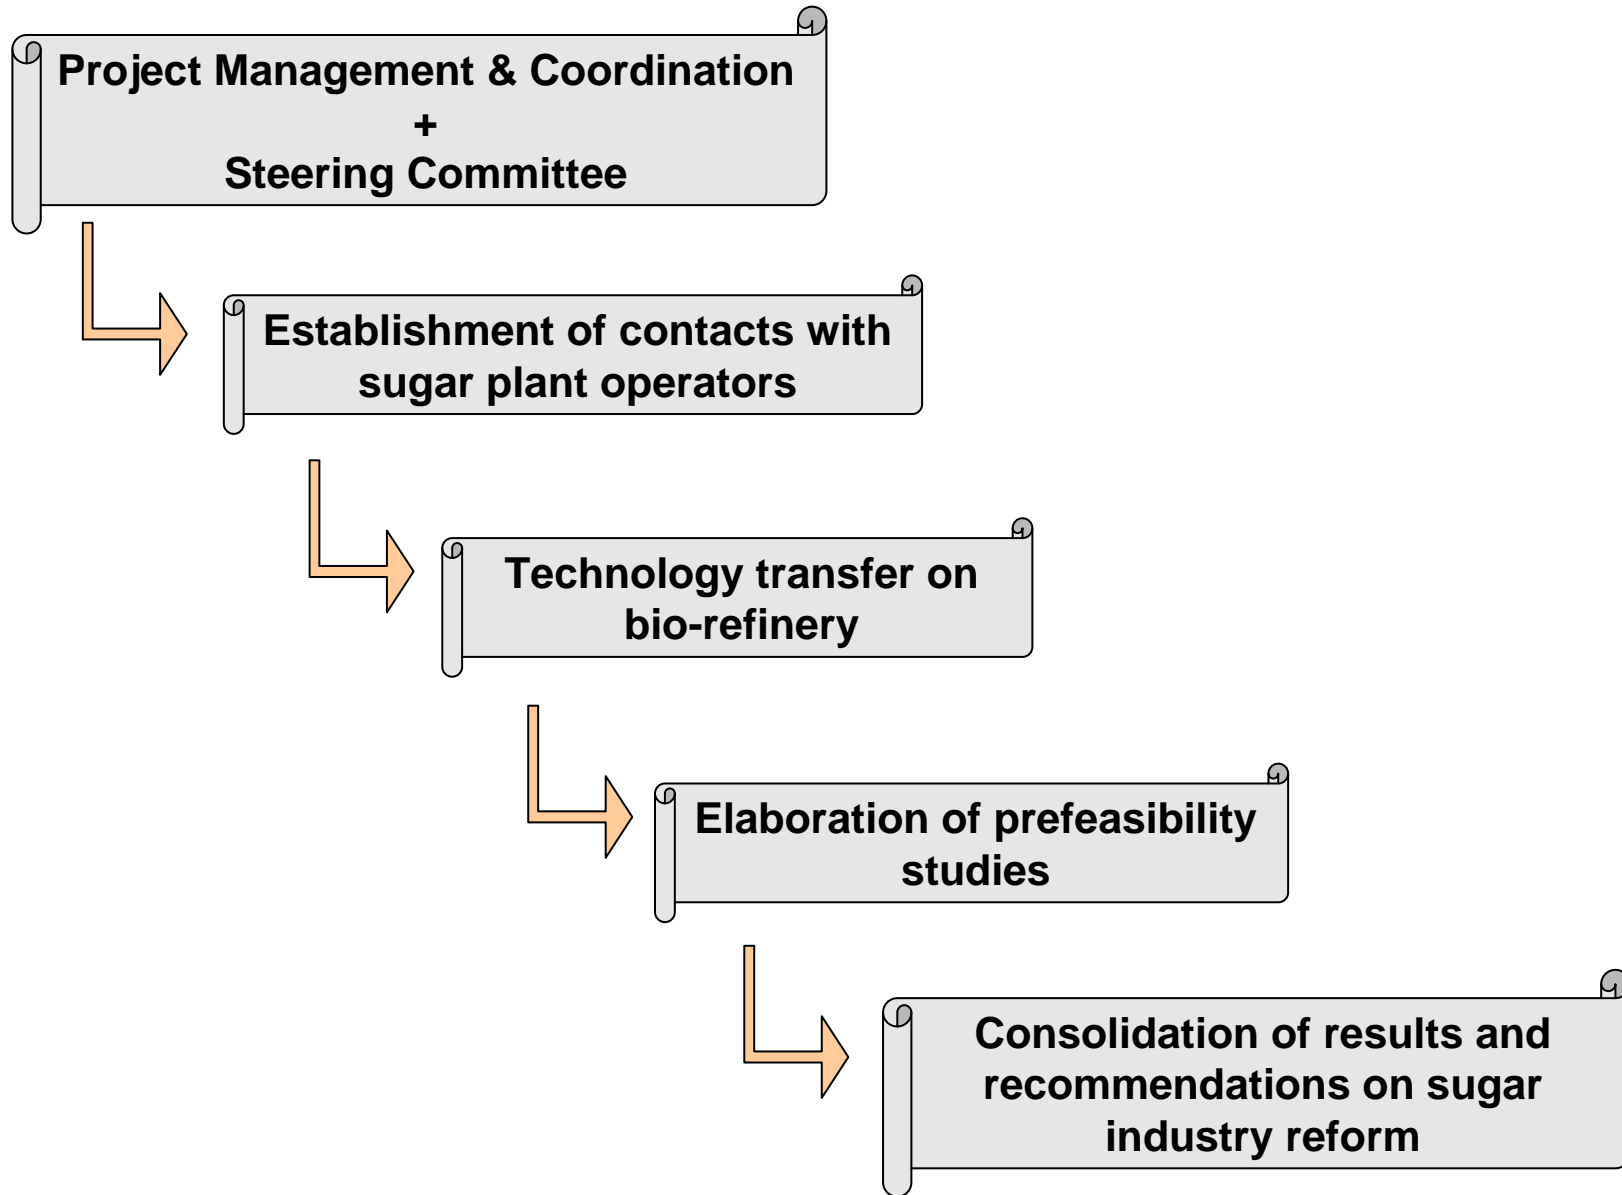 Project Management & Coordination
+
Steering Committee
Establishment of contacts with
sugar plant operators
Technology transfer on
bio-refinery
Elaboration of prefeasibility
studies
Consolidation of results and
recommendations on sugar
industry reform